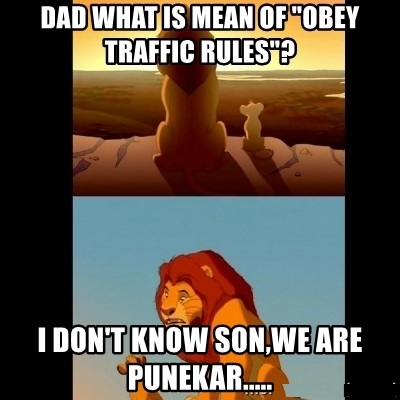 DAD WHAT IS MEAN OF "OBEY
TRAFFIC RULES"?
I DON'T KNOW SON,WE ARE
PUNEKAR.....